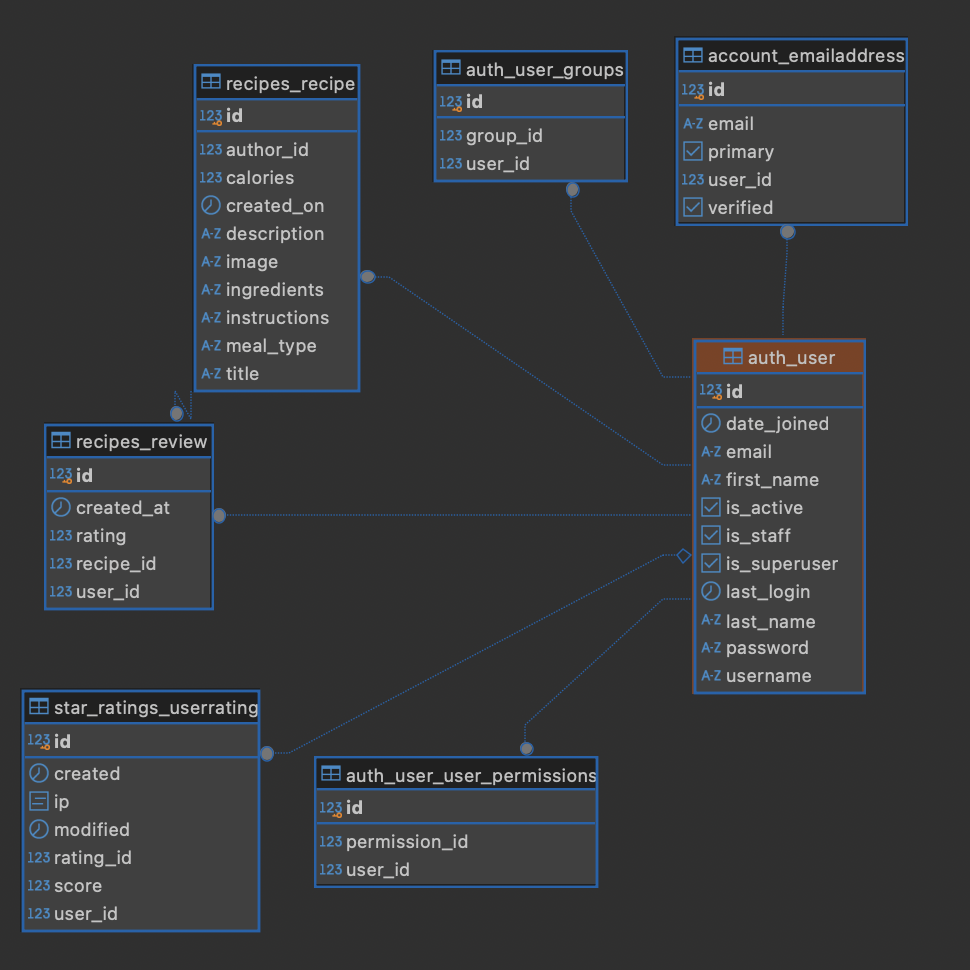 recipes_recipe
123 id
123 author_id
123 calories
created_on
A-Z description
A-Z image
A-Z ingredients
A-Z instructions
A-Z meal_type
A-Z title
auth_user_groups
123 id
123 group_id
123 user_id
account_emailaddress
123 id
A-Z email
primary
123 user_id
verified
auth_user
123 id
date_joined
A-Z email
A-Z first_name
is_active
is_staff
is_superuser
last_login
A-Z last_name
A-Z password
A-Z username
recipes_review
123 id
created_at
123 rating
123 recipe_id
123 user_id
star_ratings_userrating
123 id
created
ip
modified
123 rating_id
123 score
123 user_id
auth_user_user_permissions
123 id
123 permission_id
123 user_id